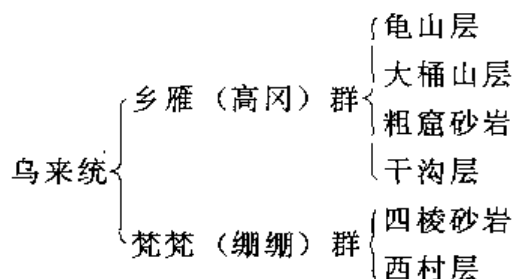 龟山层
大桶山层
乡雁（高冈）群
粗窟砂岩
干沟层
乌来统
四棱砂岩
梵梵（绷绷）群
西村层